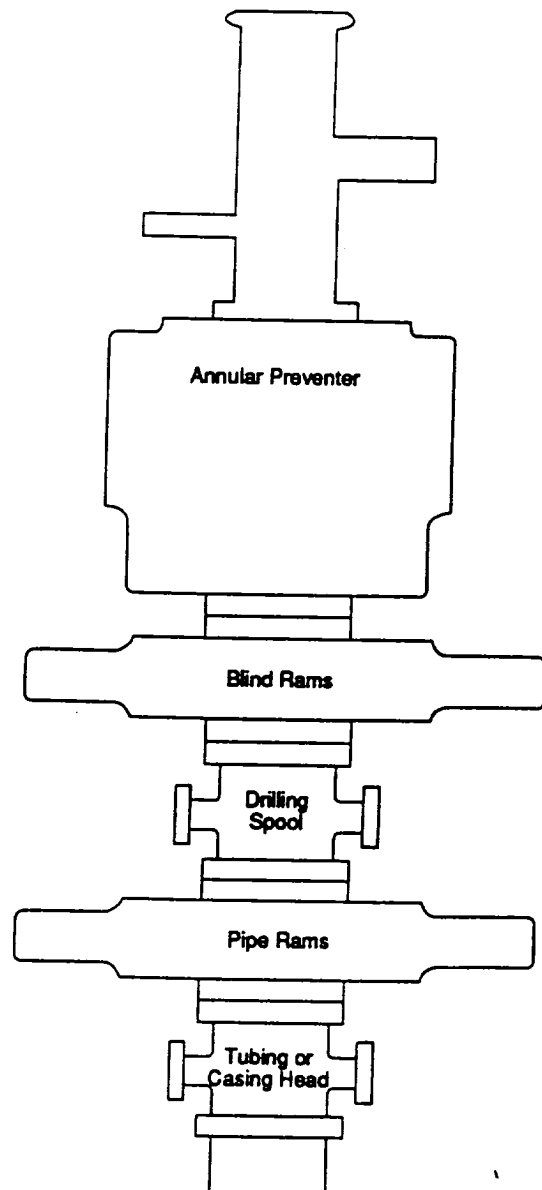 Annular Preventer
Blind Rams
Drilling
Spool
Pipe Rams
Tubing or
Casing Head